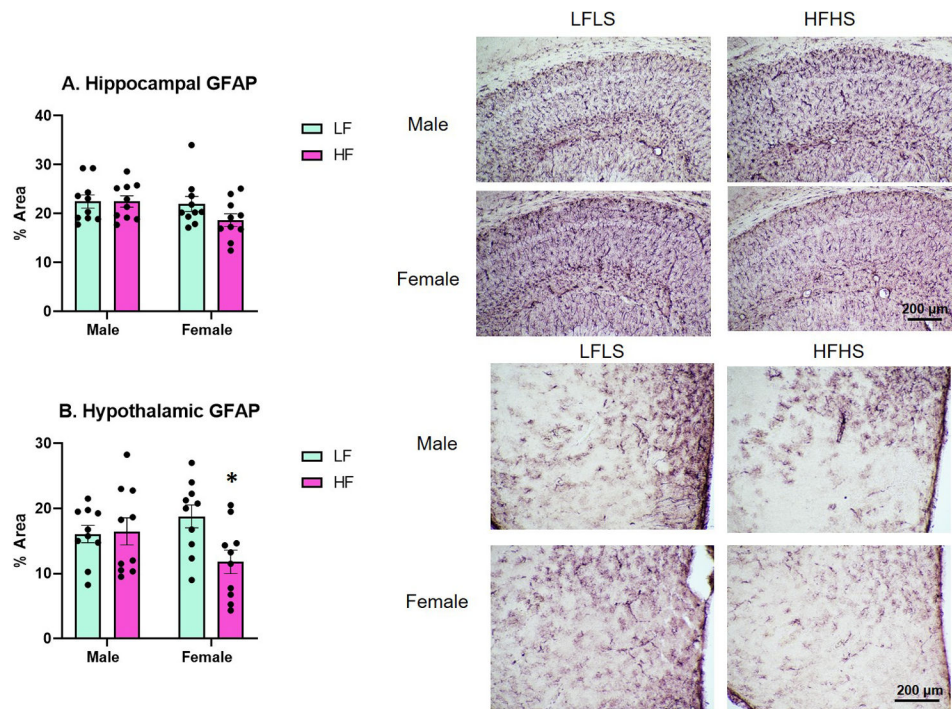 LFLS HFHS
A. Hippocampal GFAP
40
30
20
10
0
% Area
Male Female
LF
HF
Male
Female
200 µm
LFLS HFHS
B. Hypothalamic GFAP
30
20
10
0
% Area
*
Male Female
LF
HF
Male
Female
200 µm